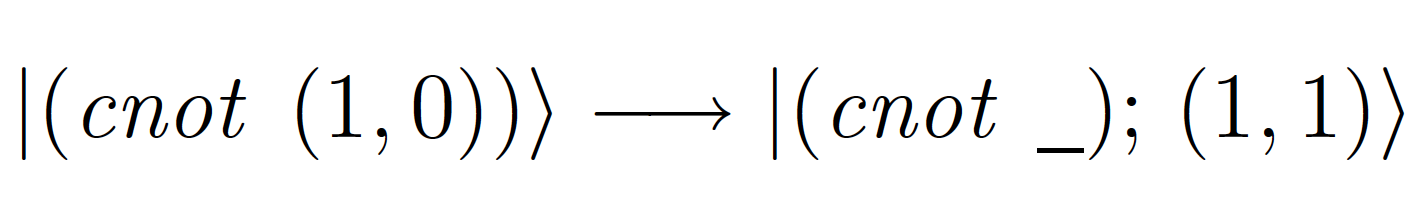 |(cnot (1, 0))⟩ ⟶ |(cnot _); (1, 1)⟩